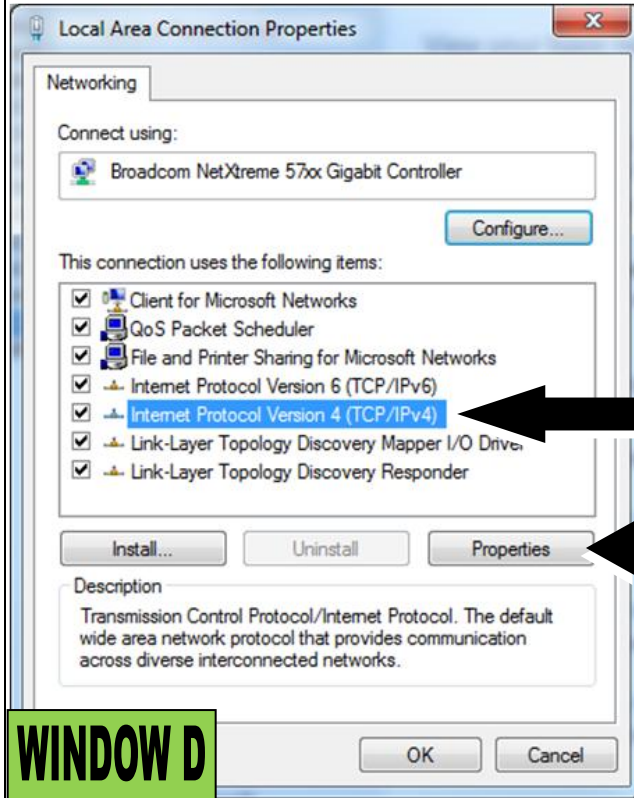 Local Area Connection Properties
Networking
Connect using:
Broadcom NetXtreme 57xx Gigabit Controller
Configure...
This connection uses the following items:
Client for Microsoft Networks
QoS Packet Scheduler
File and Printer Sharing for Microsoft Networks
Internet Protocol Version 6 (TCP/IPv6)
Internet Protocol Version 4 (TCP/IPv4)
Link-Layer Topology Discovery Mapper I/O Driver
Link-Layer Topology Discovery Responder
Install... Uninstall Properties
Description
Transmission Control Protocol/Internet Protocol. The default
wide area network protocol that provides communication
across diverse interconnected networks.
WINDOW D
OK Cancel